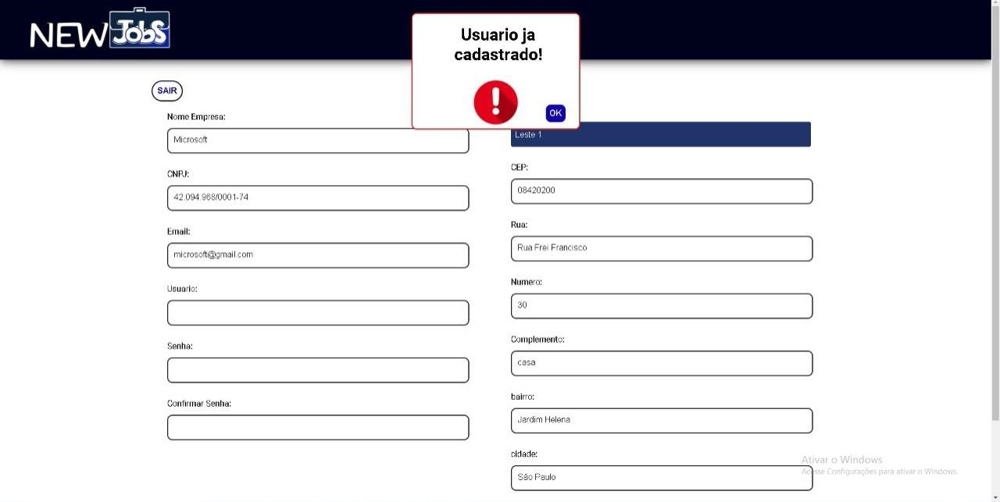 NEW JOBS
Usuario ja
cadastrado!
OK
SAIR
Nome Empresa:
Microsoft
CNPJ:
42.094.968/0001-74
Email:
microsoft@gmail.com
Usuario:
Senha:
Confirmar Senha:
Leste 1
CEP:
08420200
Rua:
Rua Frei Francisco
Numero:
30
Complemento:
casa
bairro:
Jardim Helena
cidade:
São Paulo
Ativar o Windows
Acesse Configurações para ativar o Windows.